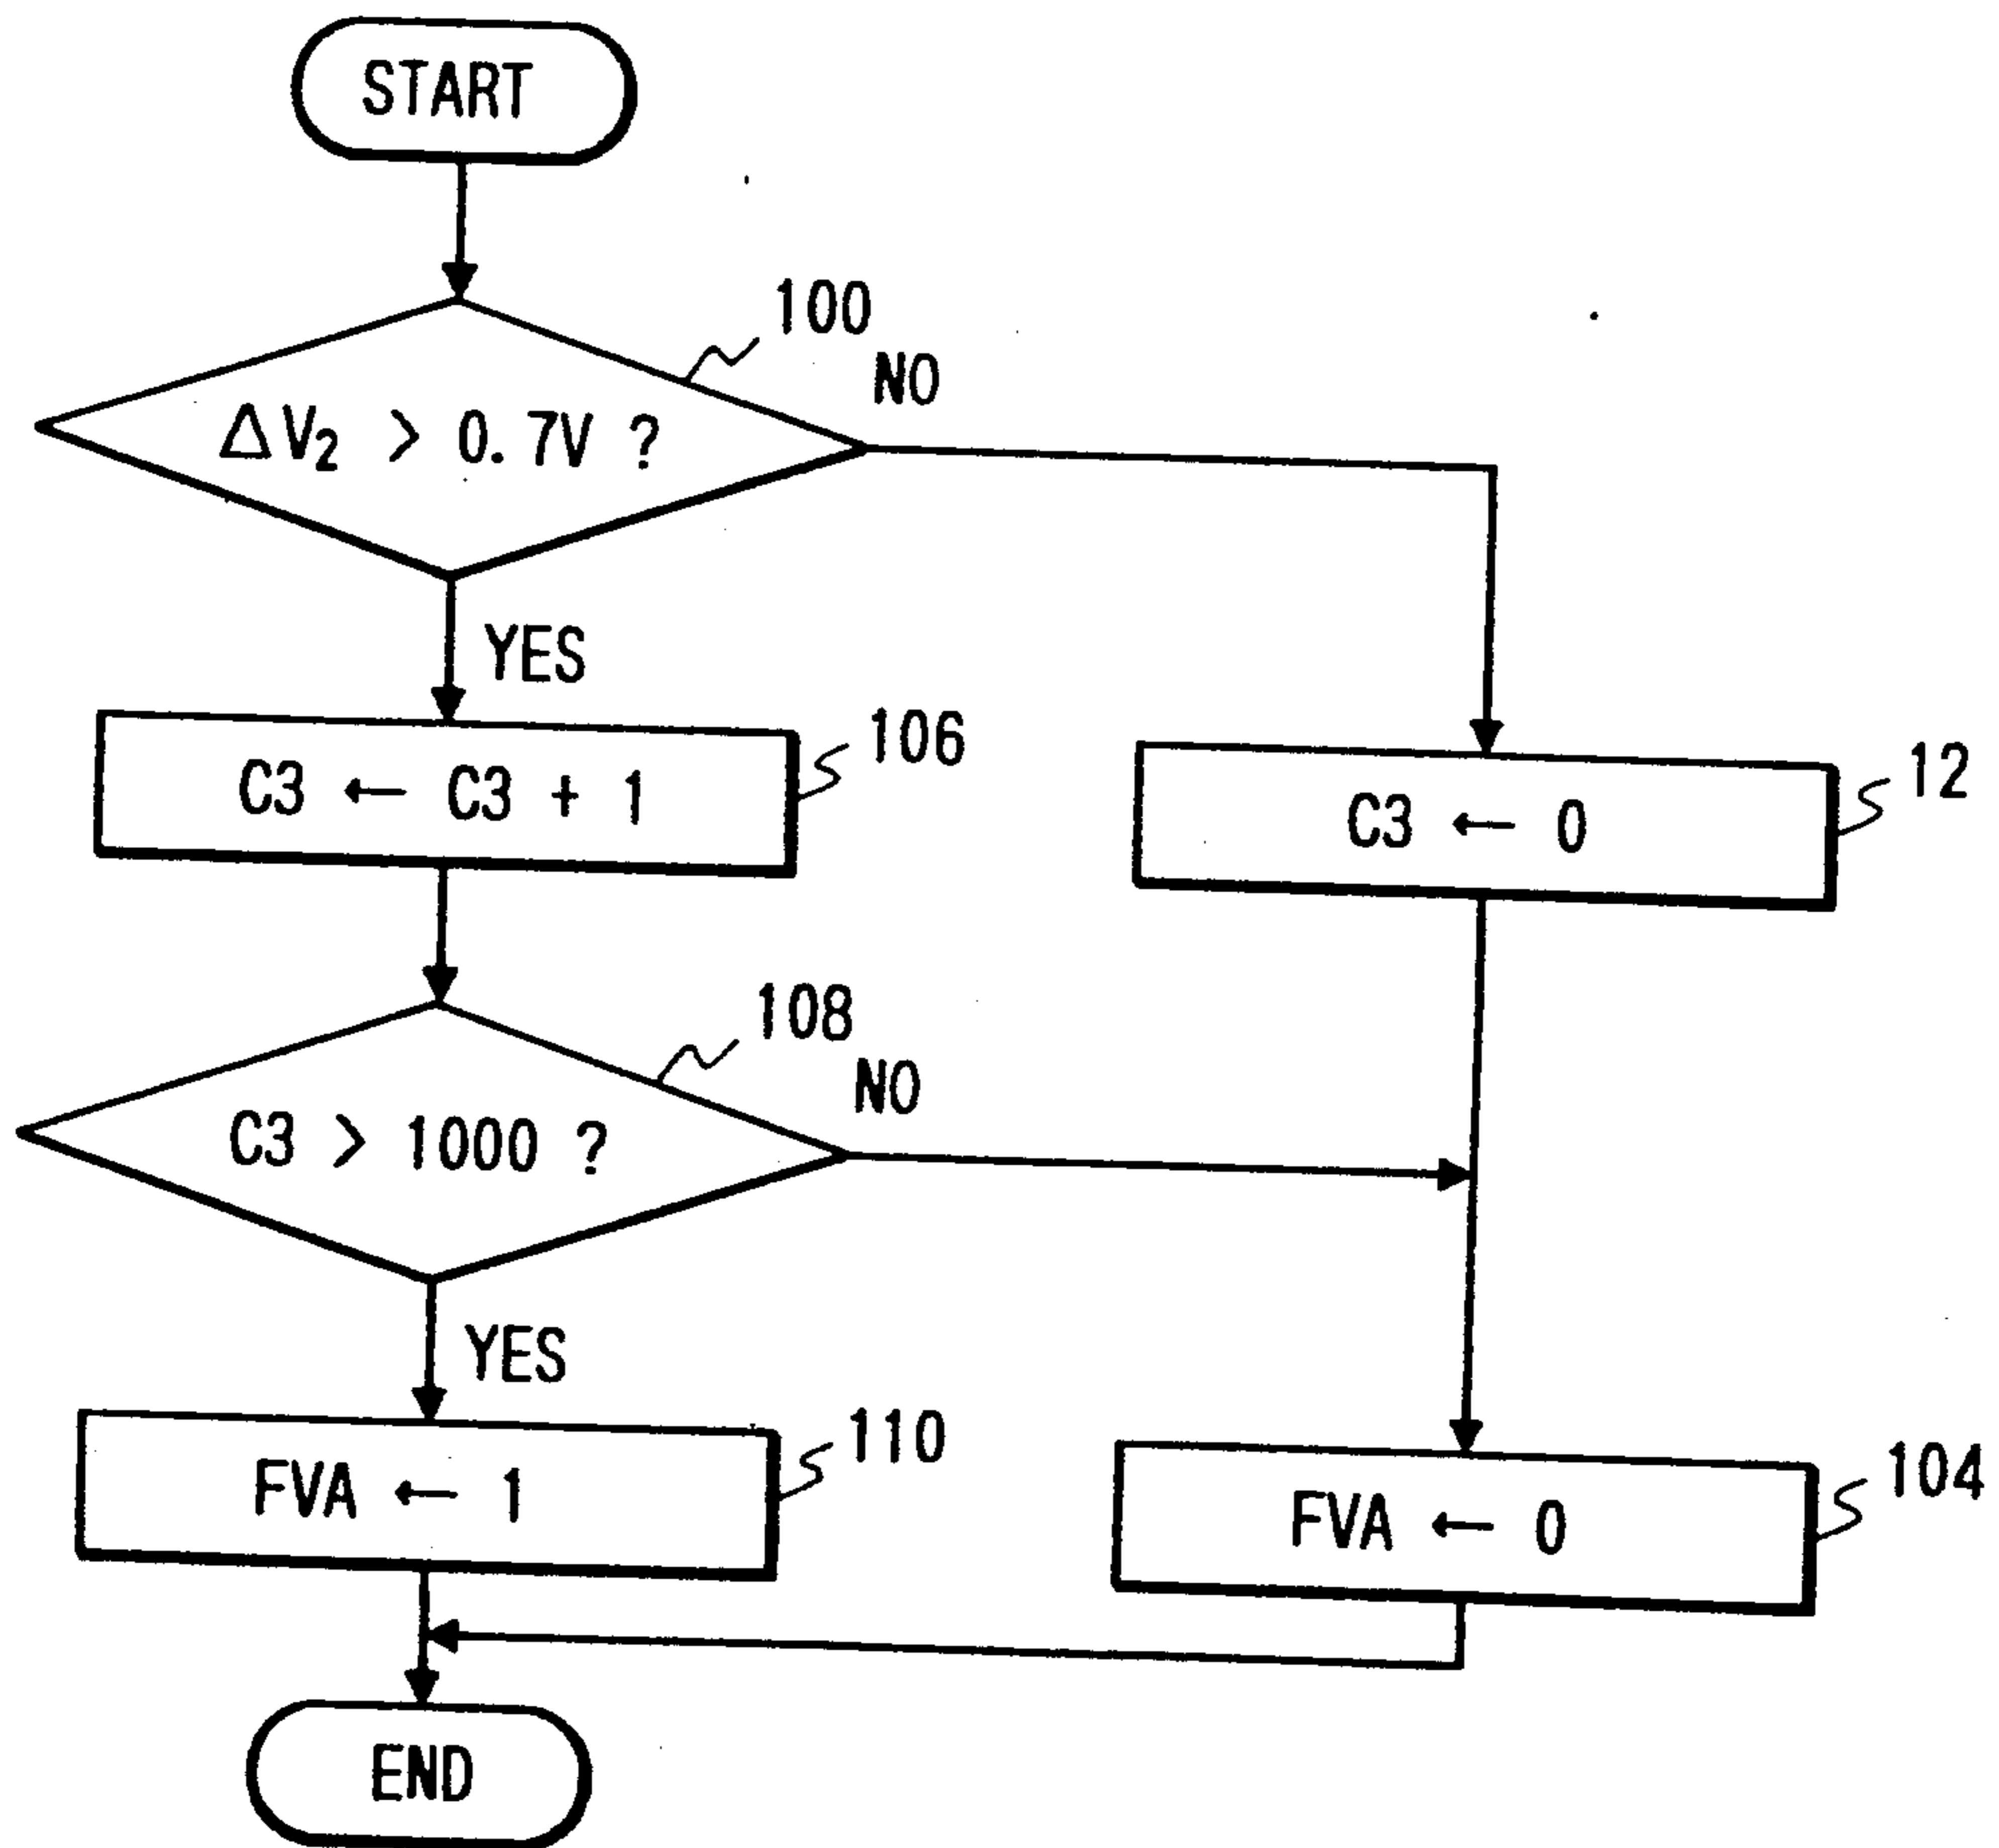 START
100
NO
ΔV₂ > 0.7V ?
YES
106
C3 ← C3 + 1
12
C3 ← 0
108
NO
C3 > 1000 ?
YES
110
FVA ← 1
104
FVA ← 0
END